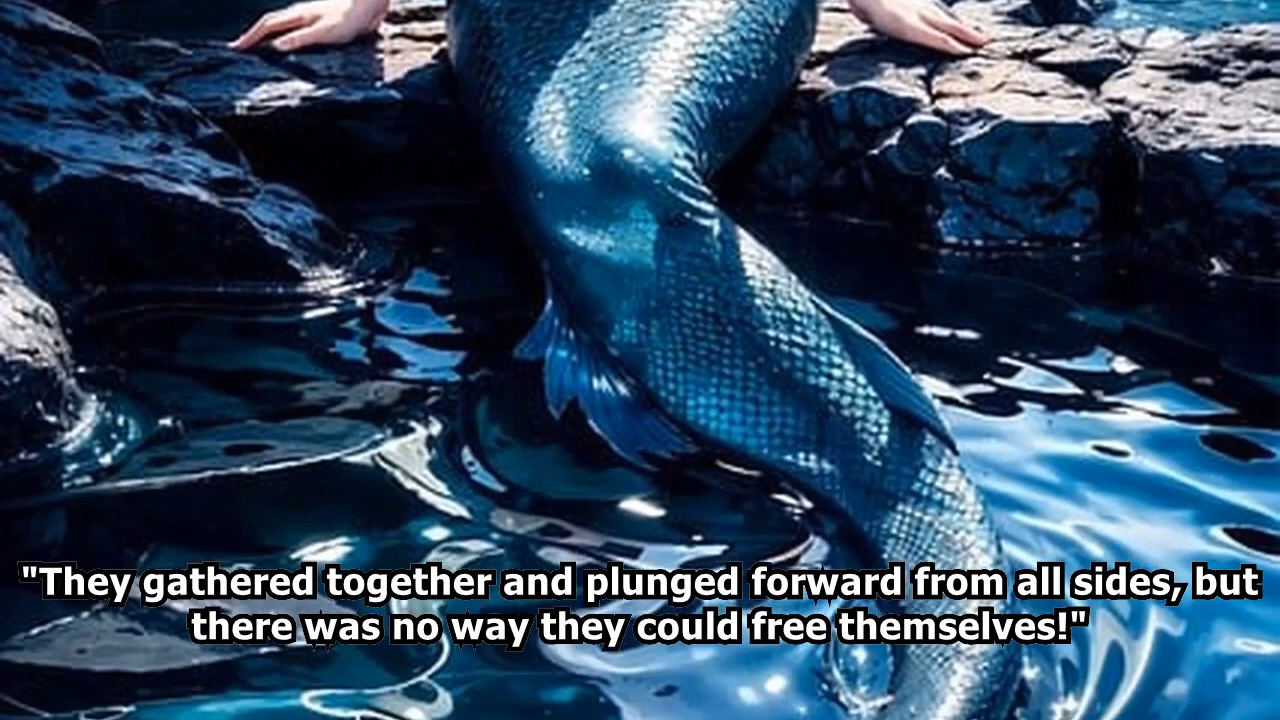 "They gathered together and plunged forward from all sides, but
there was no way they could free themselves!"